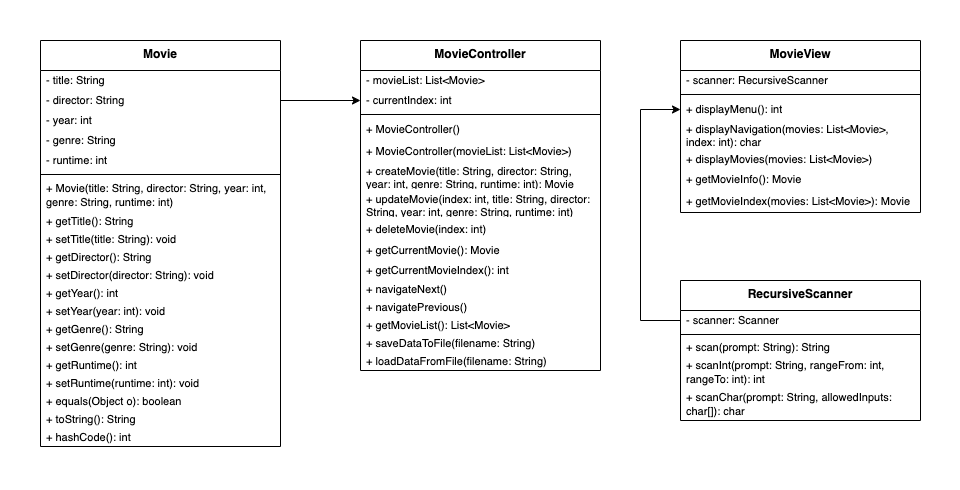 Movie
- title: String
- director: String
- year: int
- genre: String
- runtime: int
+ Movie(title: String, director: String, year: int,
genre: String, runtime: int)
+ getTitle(): String
+ setTitle(title: String): void
+ getDirector(): String
+ setDirector(director: String): void
+ getYear(): int
+ setYear(year: int): void
+ getGenre(): String
+ setGenre(genre: String): void
+ getRuntime(): int
+ setRuntime(runtime: int): void
+ equals(Object o): boolean
+ toString(): String
+ hashCode(): int
MovieController
- movieList: List<Movie>
- currentIndex: int
+ MovieController()
+ MovieController(movieList: List<Movie>)
+ createMovie(title: String, director: String,
year: int, genre: String, runtime: int): Movie
+ updateMovie(index: int, title: String, director:
String, year: int, genre: String, runtime: int)
+ deleteMovie(index: int)
+ getCurrentMovie(): Movie
+ getCurrentMovieIndex(): int
+ navigateNext()
+ navigatePrevious()
+ getMovieList(): List<Movie>
+ saveDataToFile(filename: String)
+ loadDataFromFile(filename: String)
MovieView
- scanner: RecursiveScanner
+ displayMenu(): int
+ displayNavigation(movies: List<Movie>,
index: int): char
+ displayMovies(movies: List<Movie>)
+ getMovieInfo(): Movie
+ getMovieIndex(movies: List<Movie>): Movie
RecursiveScanner
- scanner: Scanner
+ scan(prompt: String): String
+ scanInt(prompt: String, rangeFrom: int,
rangeTo: int): int
+ scanChar(prompt: String, allowedInputs:
char[]): char